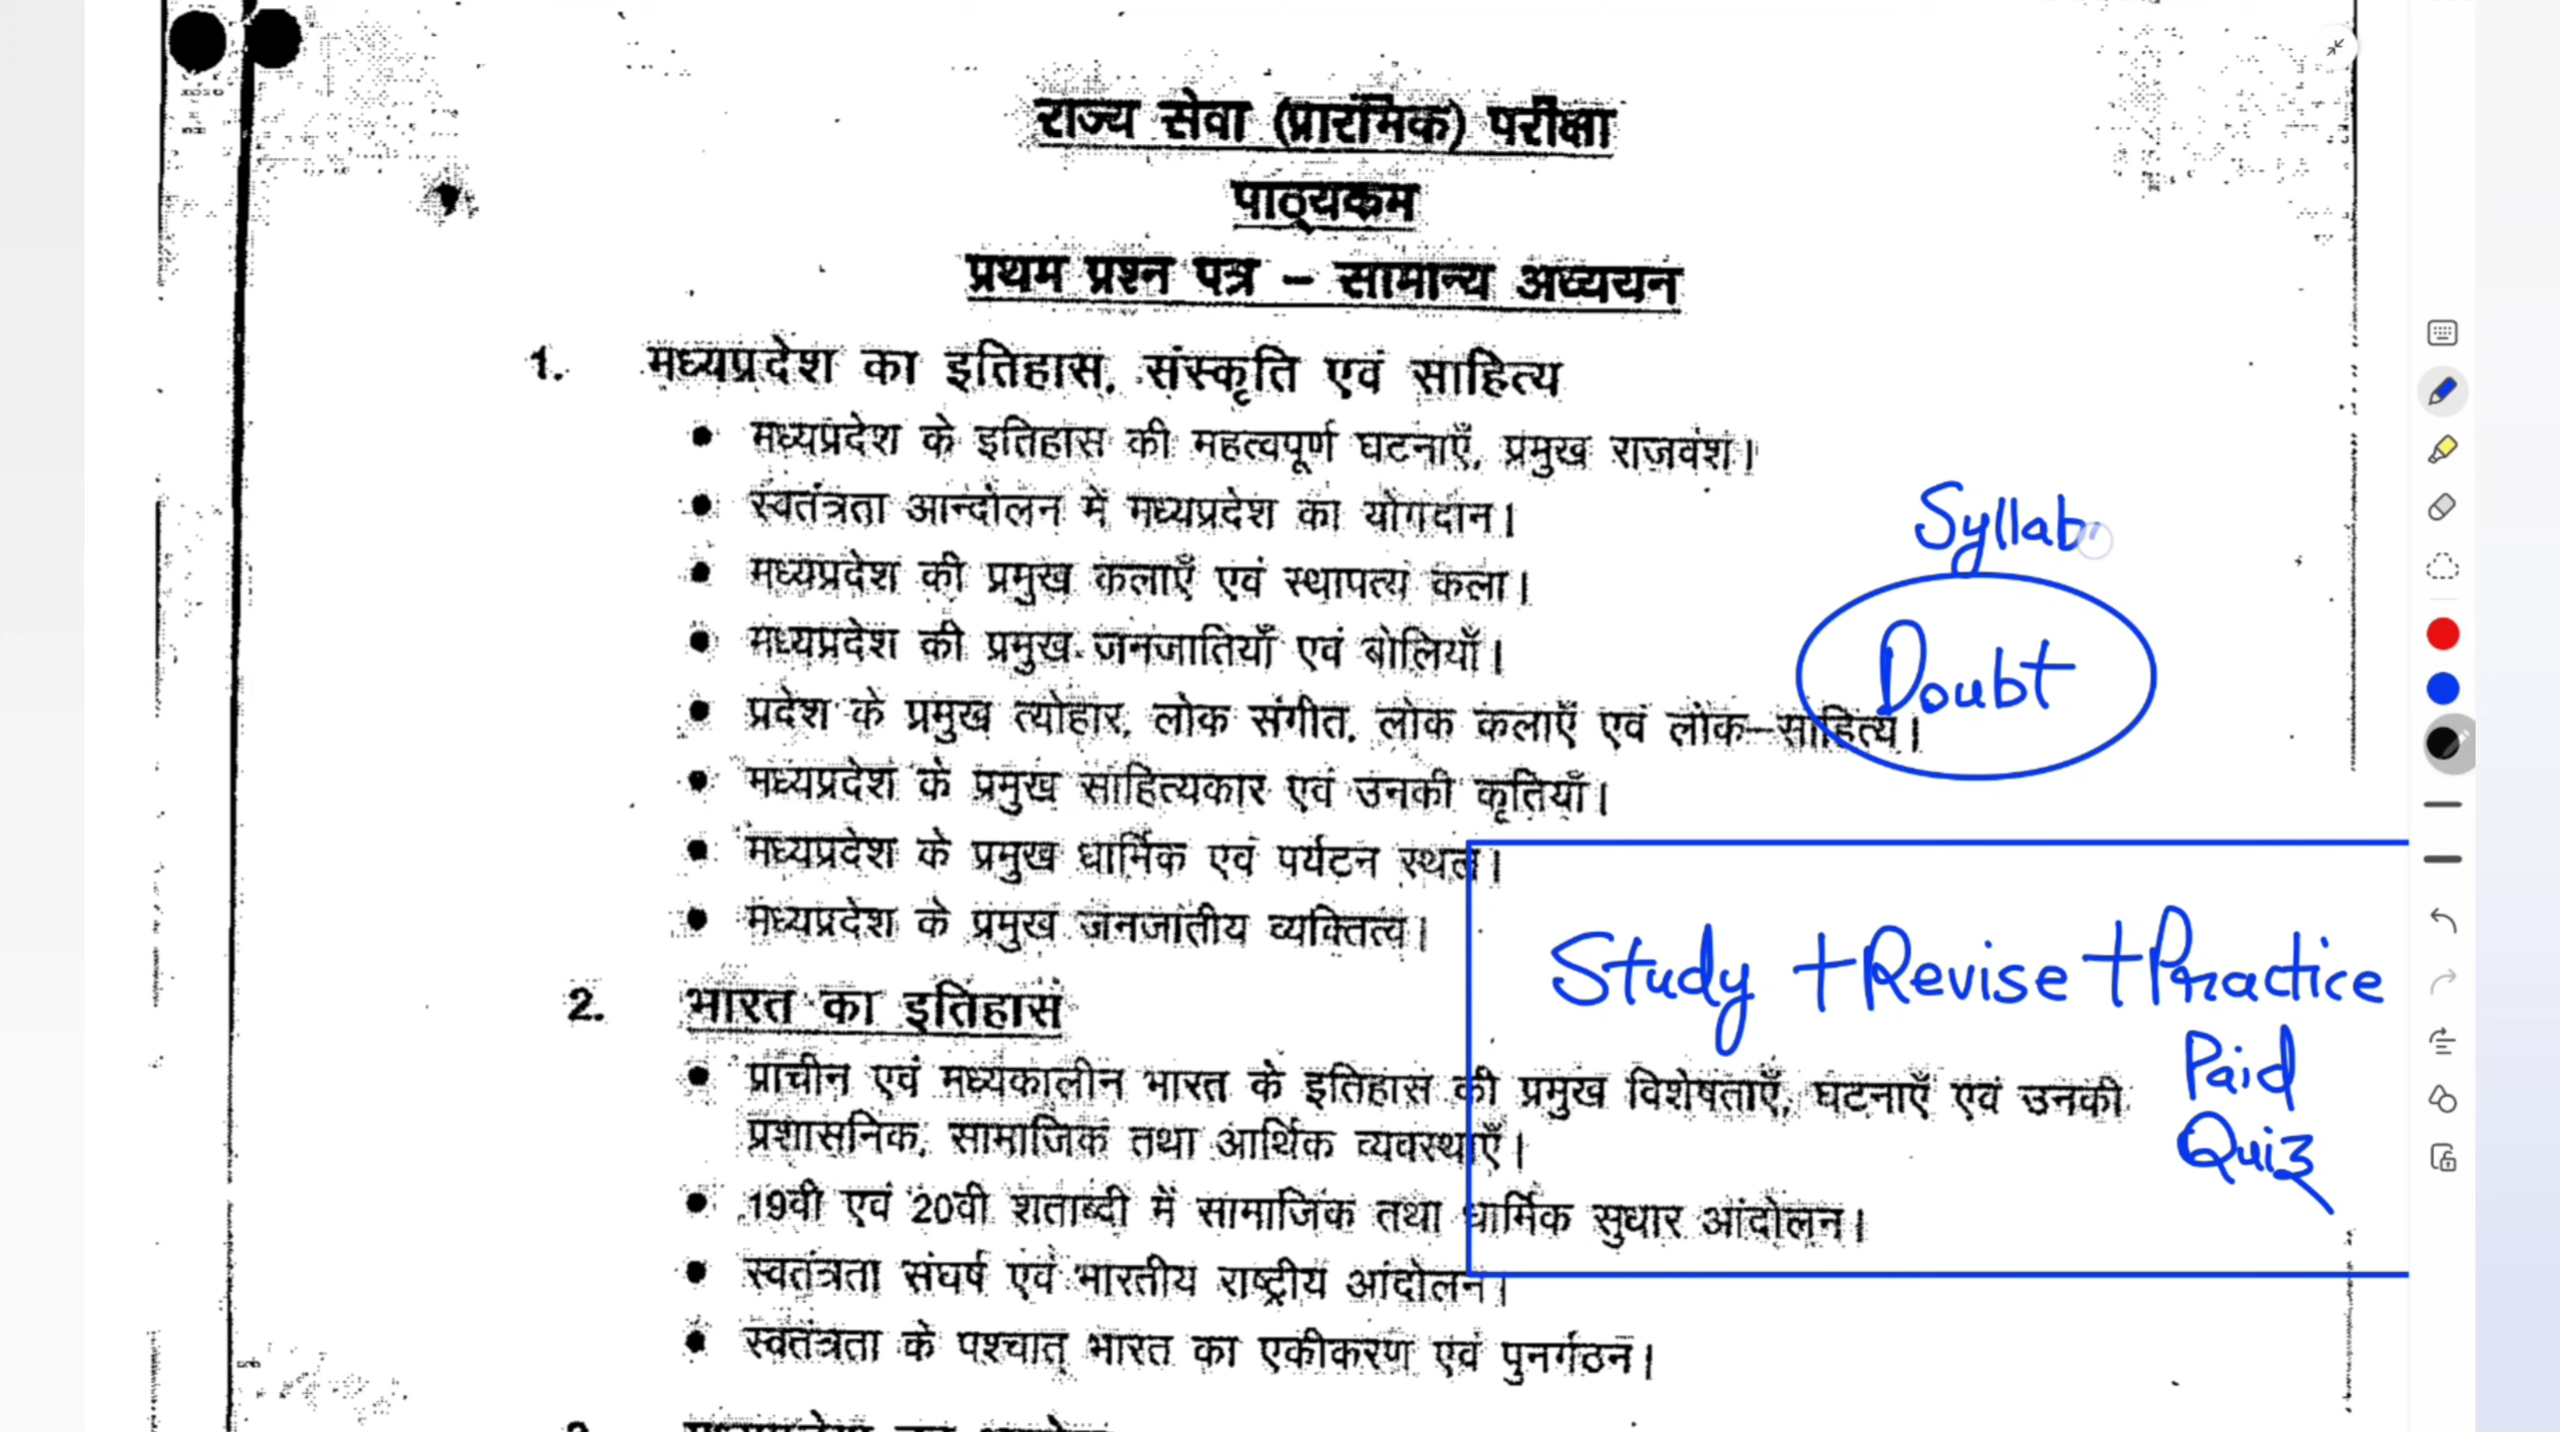 राज्य सेवा (प्रारंभिक) परीक्षा
पाठ्यक्रम
प्रथम प्रश्न पत्र – सामान्य अध्ययन
1. मध्यप्रदेश का इतिहास, संस्कृति एवं साहित्य
• मध्यप्रदेश के इतिहास की महत्वपूर्ण घटनाएँ, प्रमुख राजवंश।
• स्वतंत्रता आन्दोलन में मध्यप्रदेश का योगदान।
• मध्यप्रदेश की प्रमुख कलाएँ एवं स्थापत्य कला।
• मध्यप्रदेश की प्रमुख जनजातियाँ एवं बोलियाँ।
• प्रदेश के प्रमुख त्योहार, लोक संगीत, लोक कलाएँ एवं लोक–साहित्य।
• मध्यप्रदेश के प्रमुख साहित्यकार एवं उनकी कृतियाँ।
• मध्यप्रदेश के प्रमुख धार्मिक एवं पर्यटन स्थल।
• मध्यप्रदेश के प्रमुख जनजातीय व्यक्तित्व।
2. भारत का इतिहास
• प्राचीन एवं मध्यकालीन भारत के इतिहास की प्रमुख विशेषताएँ, घटनाएँ एवं उनकी
प्रशासनिक, सामाजिक तथा आर्थिक व्यवस्थाएँ।
• 19वी एवं 20वी शताब्दी में सामाजिक तथा धार्मिक सुधार आंदोलन।
• स्वतंत्रता संघर्ष एवं भारतीय राष्ट्रीय आंदोलन।
• स्वतंत्रता के पश्चात् भारत का एकीकरण एवं पुनर्गठन।
Syllab
Doubt
Study + Revise + Practice
Paid
Quiz